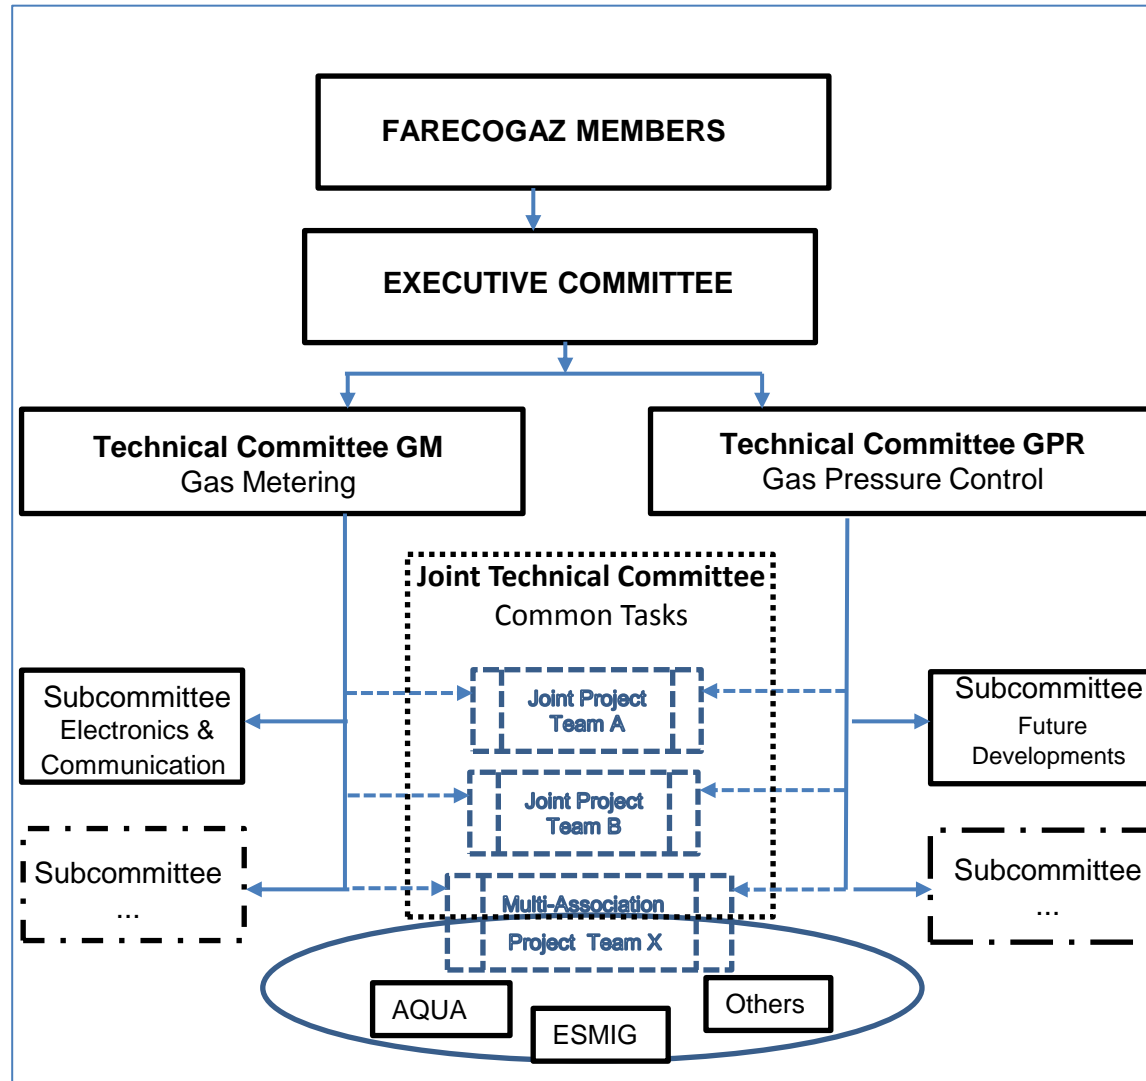 FARECOGAZ MEMBERS
EXECUTIVE COMMITTEE
Technical Committee GM
Gas Metering
Technical Committee GPR
Gas Pressure Control
Joint Technical Committee
Common Tasks
Joint Project
Team A
Subcommittee
Electronics &
Communication
Subcommittee
Future
Developments
Joint Project
Team B
Subcommittee
...
Subcommittee
...
Multi-Association
Project Team X
AQUA
ESMIG
Others